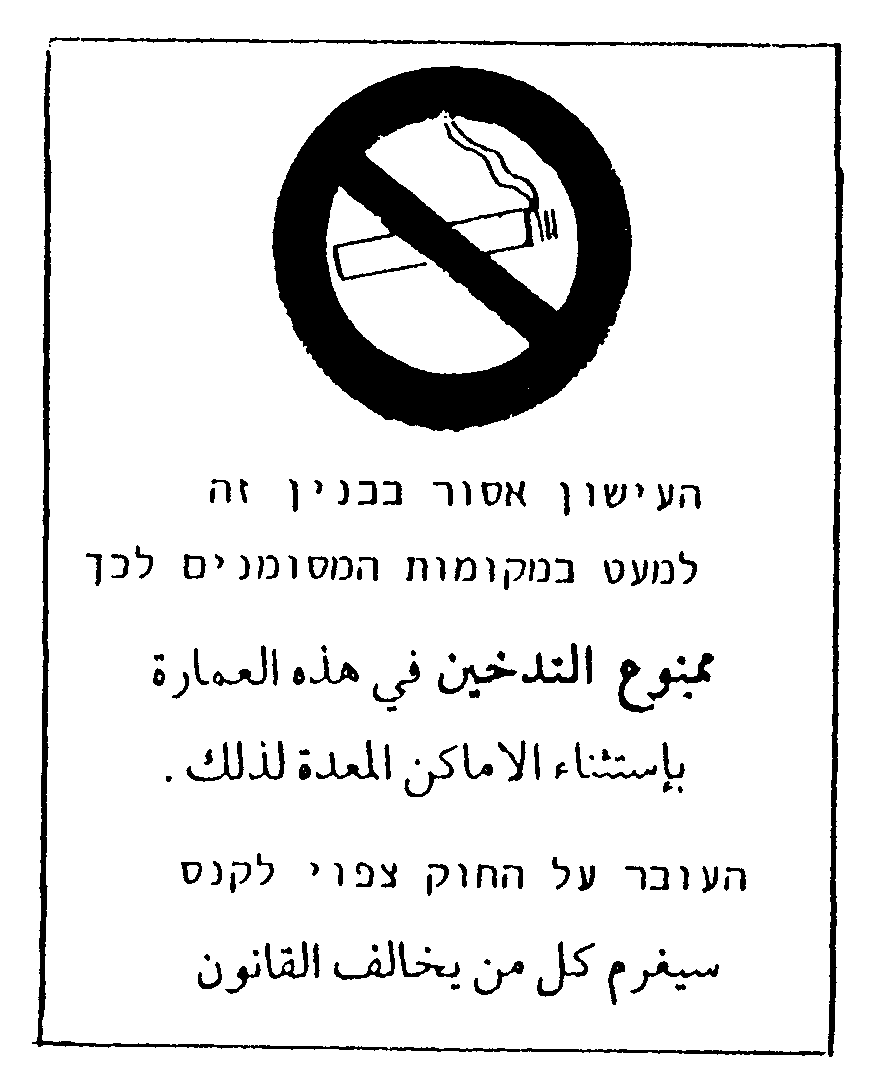 העישון אסור בבנין זה
למעט במקומות המסומנים לכך
ممنوع التدخين في هذه العمارة
بإستثناء الاماكن المعدة لذلك .
העובר על החוק צפוי לקנס
سيغرم كل من يخالف القانون